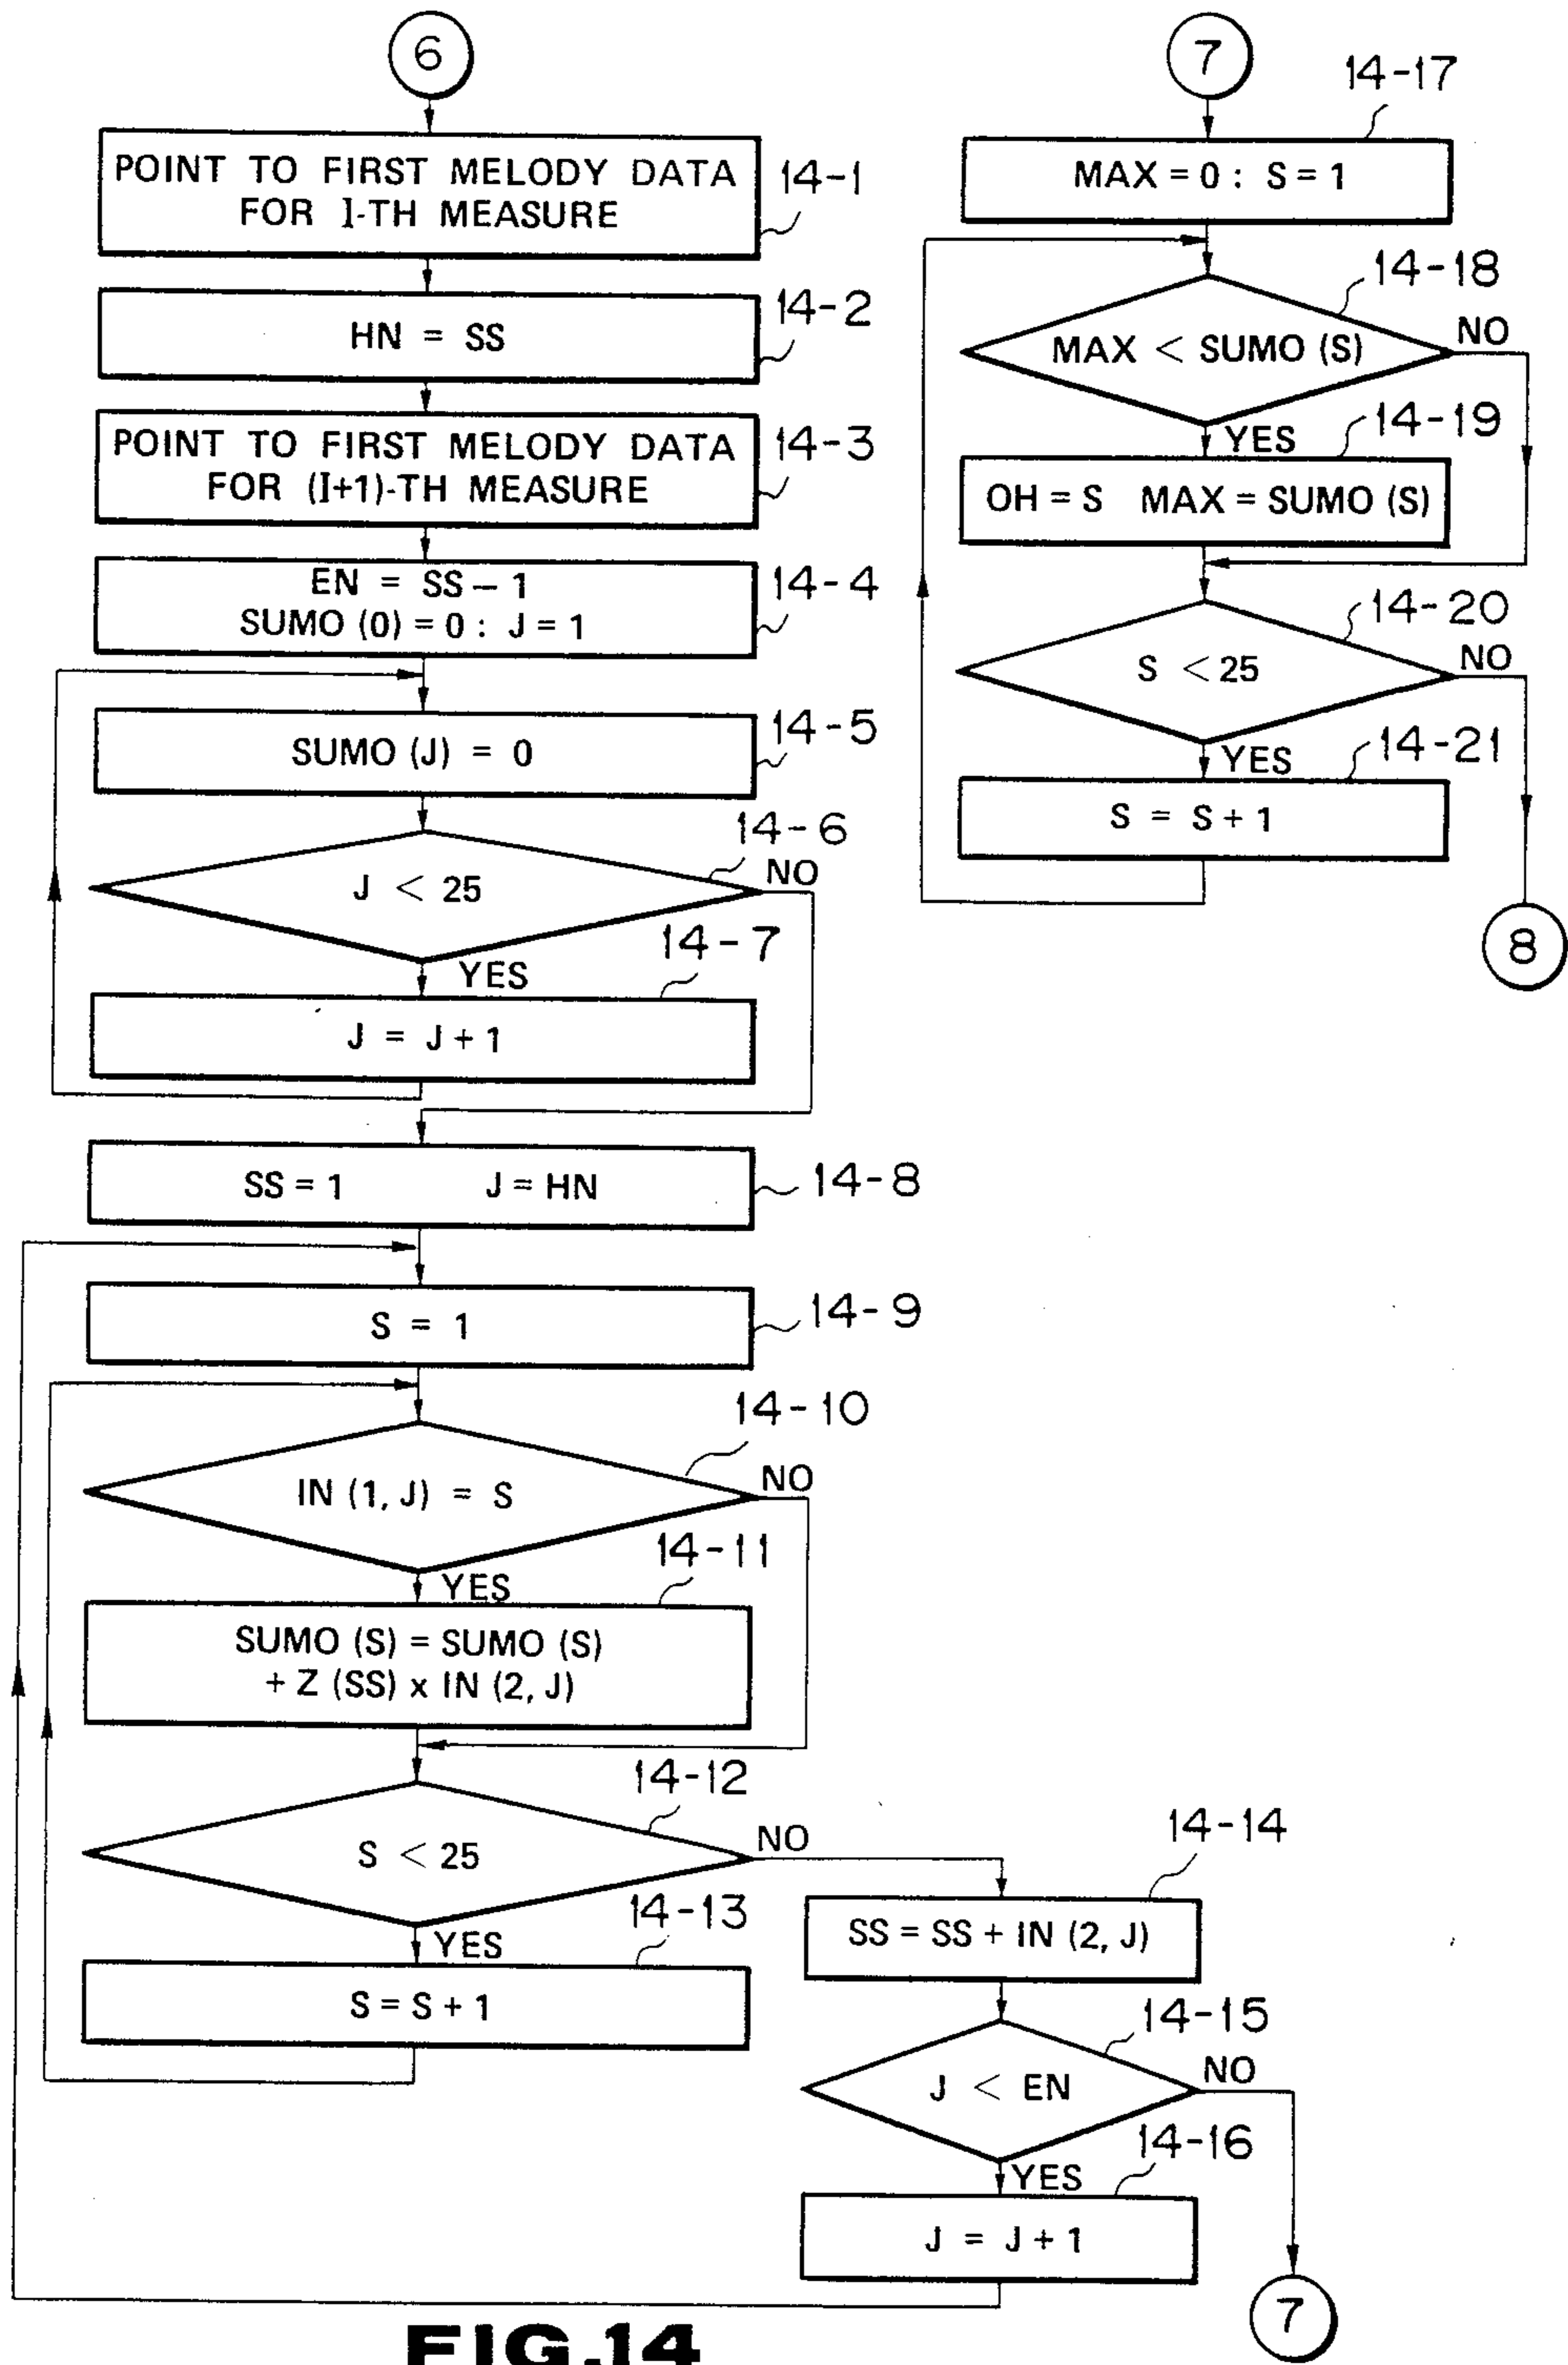 6
POINT TO FIRST MELODY DATA
FOR I-TH MEASURE
14-1
HN = SS
14-2
POINT TO FIRST MELODY DATA
FOR (I+1)-TH MEASURE
14-3
EN = SS - 1
SUMO (0) = 0 : J = 1
14-4
SUMO (J) = 0
14-5
14-6
J < 25
NO
YES
14-7
J = J + 1
SS = 1 J = HN
14-8
S = 1
14-9
14-10
IN (1, J) = S
NO
YES
14-11
SUMO (S) = SUMO (S)
+ Z (SS) x IN (2, J)
14-12
S < 25
NO
YES
14-13
S = S + 1
14-14
SS = SS + IN (2, J)
14-15
J < EN
NO
YES
14-16
J = J + 1
7
7
14-17
MAX = 0 : S = 1
14-18
MAX < SUMO (S)
NO
YES
14-19
OH = S MAX = SUMO (S)
14-20
S < 25
NO
YES
14-21
S = S + 1
8
FIG.14